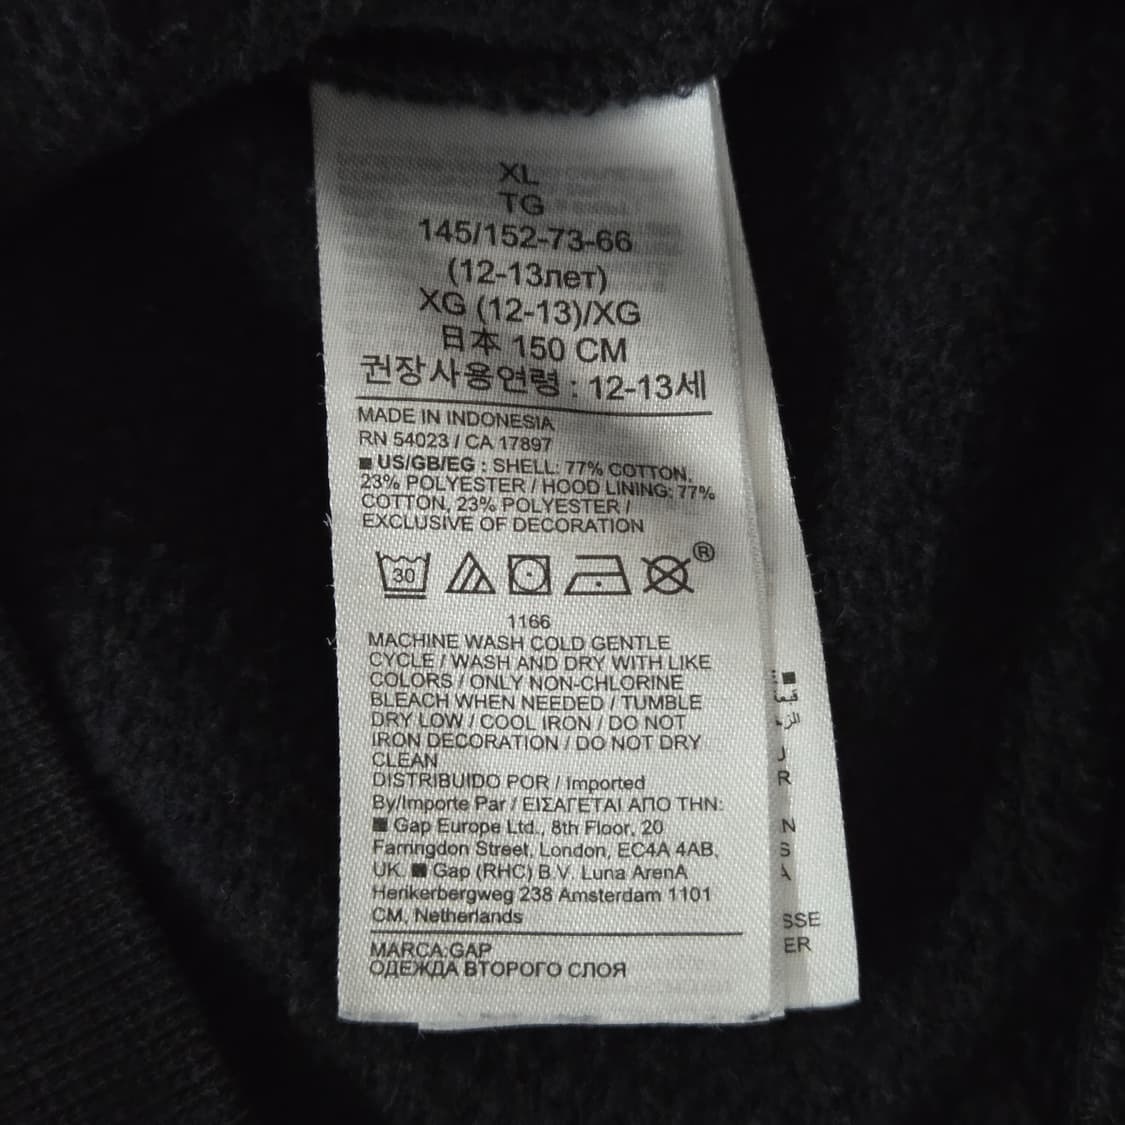 XL
TG
145/152-73-66
(12-13лет)
XG (12-13)/XG
日本 150 CM
권장사용연령 : 12-13세
MADE IN INDONESIA
RN 54023 / CA 17897
■ US/GB/EG : SHELL: 77% COTTON,
23% POLYESTER / HOOD LINING: 77%
COTTON, 23% POLYESTER /
EXCLUSIVE OF DECORATION
30
®
1166
MACHINE WASH COLD GENTLE
CYCLE / WASH AND DRY WITH LIKE
COLORS / ONLY NON-CHLORINE
BLEACH WHEN NEEDED / TUMBLE
DRY LOW / COOL IRON / DO NOT
IRON DECORATION / DO NOT DRY
CLEAN
DISTRIBUIDO POR / Imported
By/Importe Par / ΕΙΣΑΓΕΤΑΙ ΑΠΟ ΤΗΝ:
■ Gap Europe Ltd., 8th Floor, 20
Farringdon Street, London, EC4A 4AB,
UK. ■ Gap (RHC) B.V. Luna ArenA
Herikerbergweg 238 Amsterdam 1101
CM, Netherlands
MARCA:GAP
ОДЕЖДА ВТОРОГО СЛОЯ
J
R
N
S
A
SSE
ER